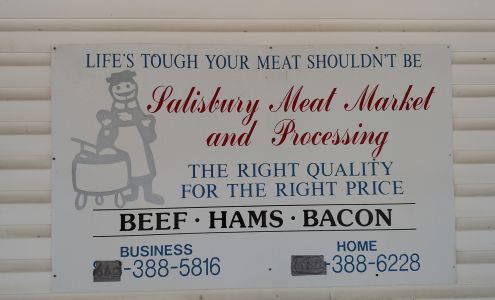 LIFE'S TOUGH YOUR MEAT SHOULDN'T BE
Salisbury Meat Market
and Processing
THE RIGHT QUALITY
FOR THE RIGHT PRICE
BEEF · HAMS · BACON
BUSINESS HOME
-388-5816 -388-6228